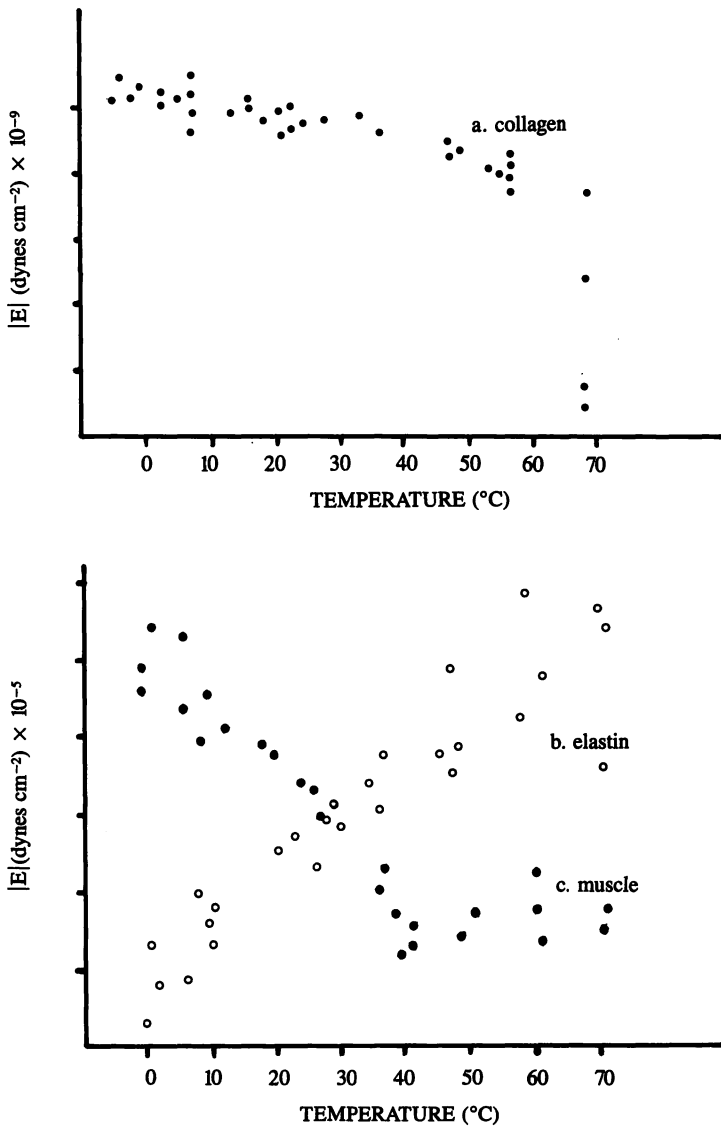 |E| (dynes cm⁻²) × 10⁻⁹
a. collagen
0 10 20 30 40 50 60 70
TEMPERATURE (°C)
|E|(dynes cm⁻²) × 10⁻⁵
b. elastin
c. muscle
0 10 20 30 40 50 60 70
TEMPERATURE (°C)